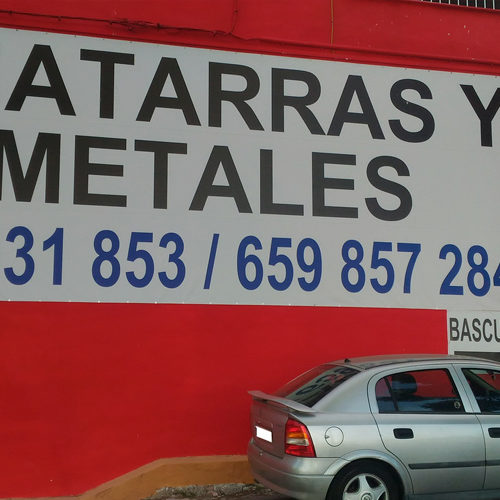 ATARRAS Y
METALES
31 853 / 659 857 284
BASCU